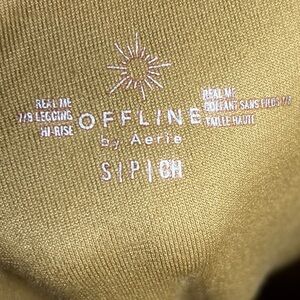 REAL ME
7/8 LEGGING
HI-RISE
OFFLINE
by Aerie
REAL ME
COLLANT SANS PIEDS 7/8
TAILLE HAUTE
S|P|CH